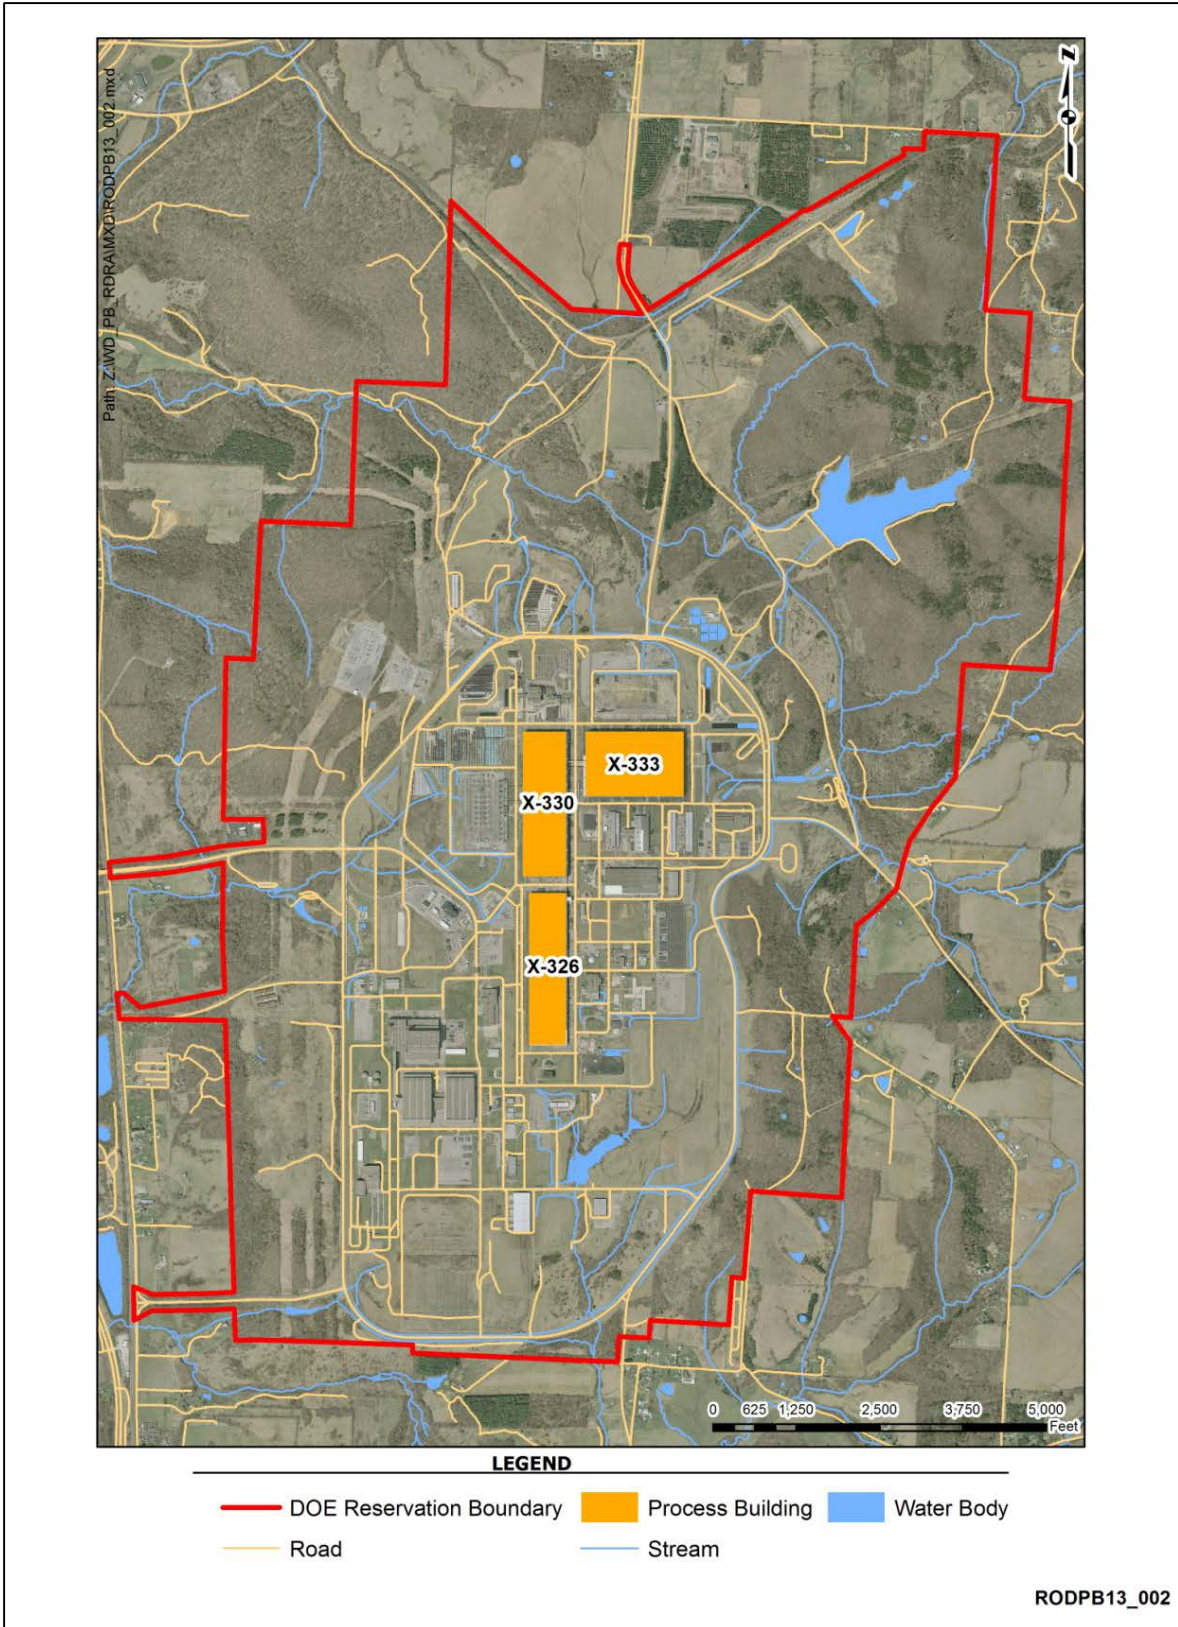 Path: Z:\WD_PB_RDRA\MXD\RODPB13_002.mxd
N
X-333
X-330
X-326
0 625 1,250 2,500 3,750 5,000
Feet
LEGEND
DOE Reservation Boundary Process Building Water Body
Road Stream
RODPB13_002